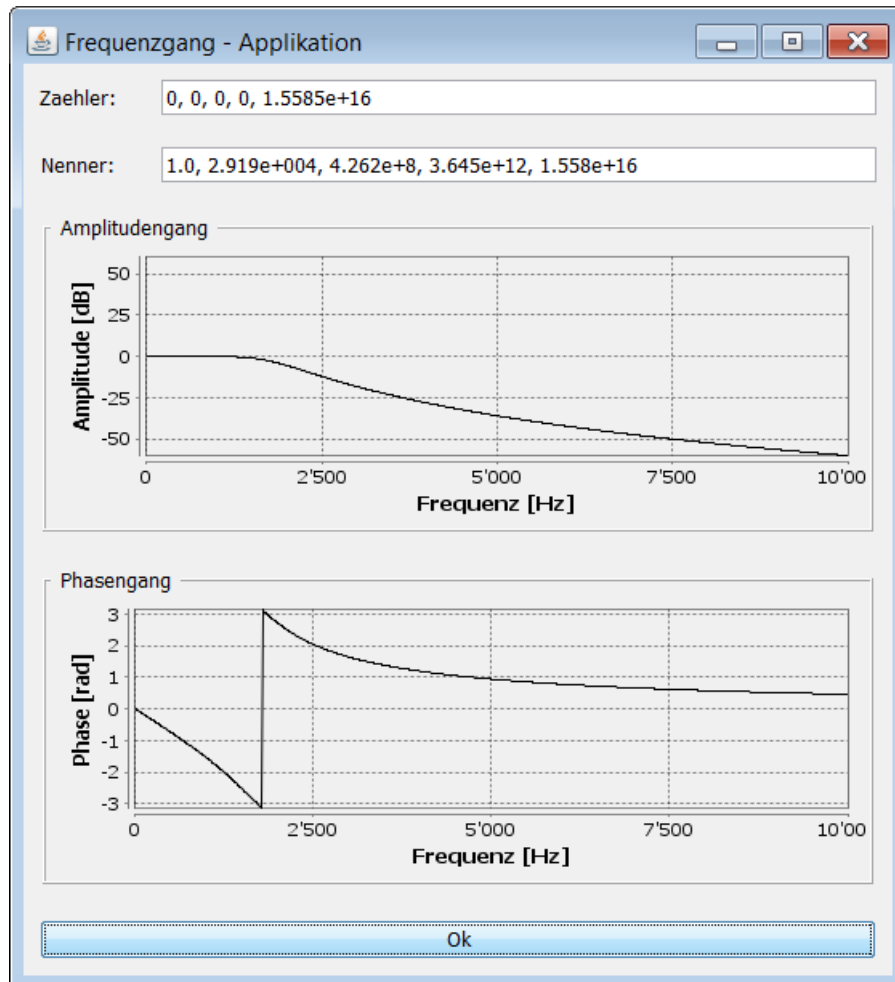 Frequenzgang - Applikation
Zaehler: 0, 0, 0, 0, 1.5585e+16
Nenner: 1.0, 2.919e+004, 4.262e+8, 3.645e+12, 1.558e+16
Amplitudengang
Amplitude [dB]
50
25
0
-25
-50
0 2'500 5'000 7'500 10'00
Frequenz [Hz]
Phasengang
Phase [rad]
3
2
1
0
-1
-2
-3
0 2'500 5'000 7'500 10'00
Frequenz [Hz]
Ok